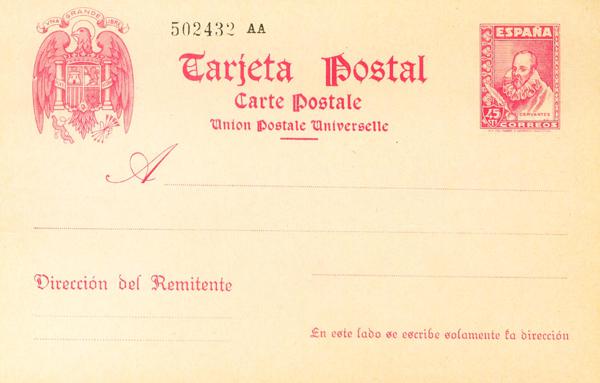 UNA GRANDE LIBRE
502432 AA
Tarjeta Postal
Carte Postale
Union Postale Universelle
ESPAÑA
CERVANTES
45 CTS
CORREOS
A
Dirección del Remitente
En este lado se escribe solamente la dirección